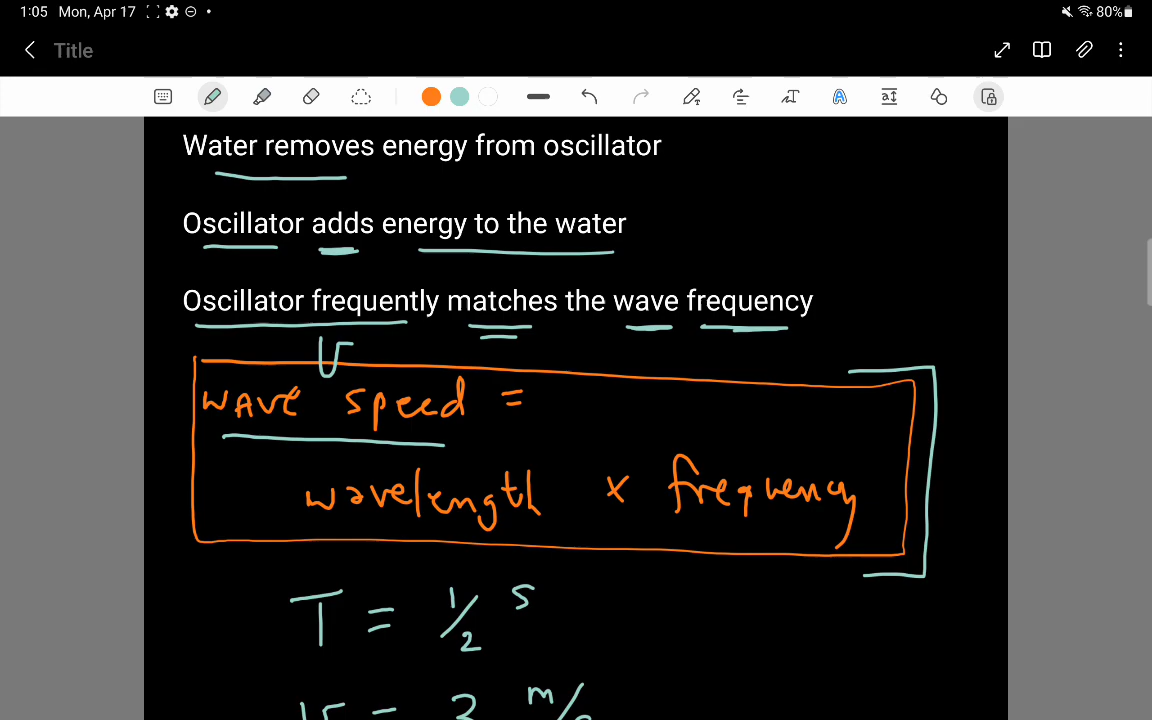 1:05 Mon, Apr 17 80%
Title
Water removes energy from oscillator
Oscillator adds energy to the water
Oscillator frequently matches the wave frequency
v
wave speed =
wavelength x frequency
T = 1/2 s
v = 3 m/s